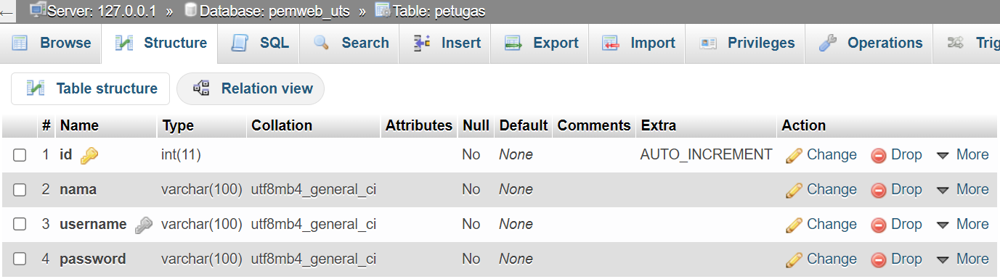 Server: 127.0.0.1 » Database: pemweb_uts » Table: petugas
Browse Structure SQL Search Insert Export Import Privileges Operations Trig
Table structure Relation view
# Name Type Collation Attributes Null Default Comments Extra Action
1 id int(11) No None AUTO_INCREMENT Change Drop More
2 nama varchar(100) utf8mb4_general_ci No None Change Drop More
3 username varchar(100) utf8mb4_general_ci No None Change Drop More
4 password varchar(100) utf8mb4_general_ci No None Change Drop More